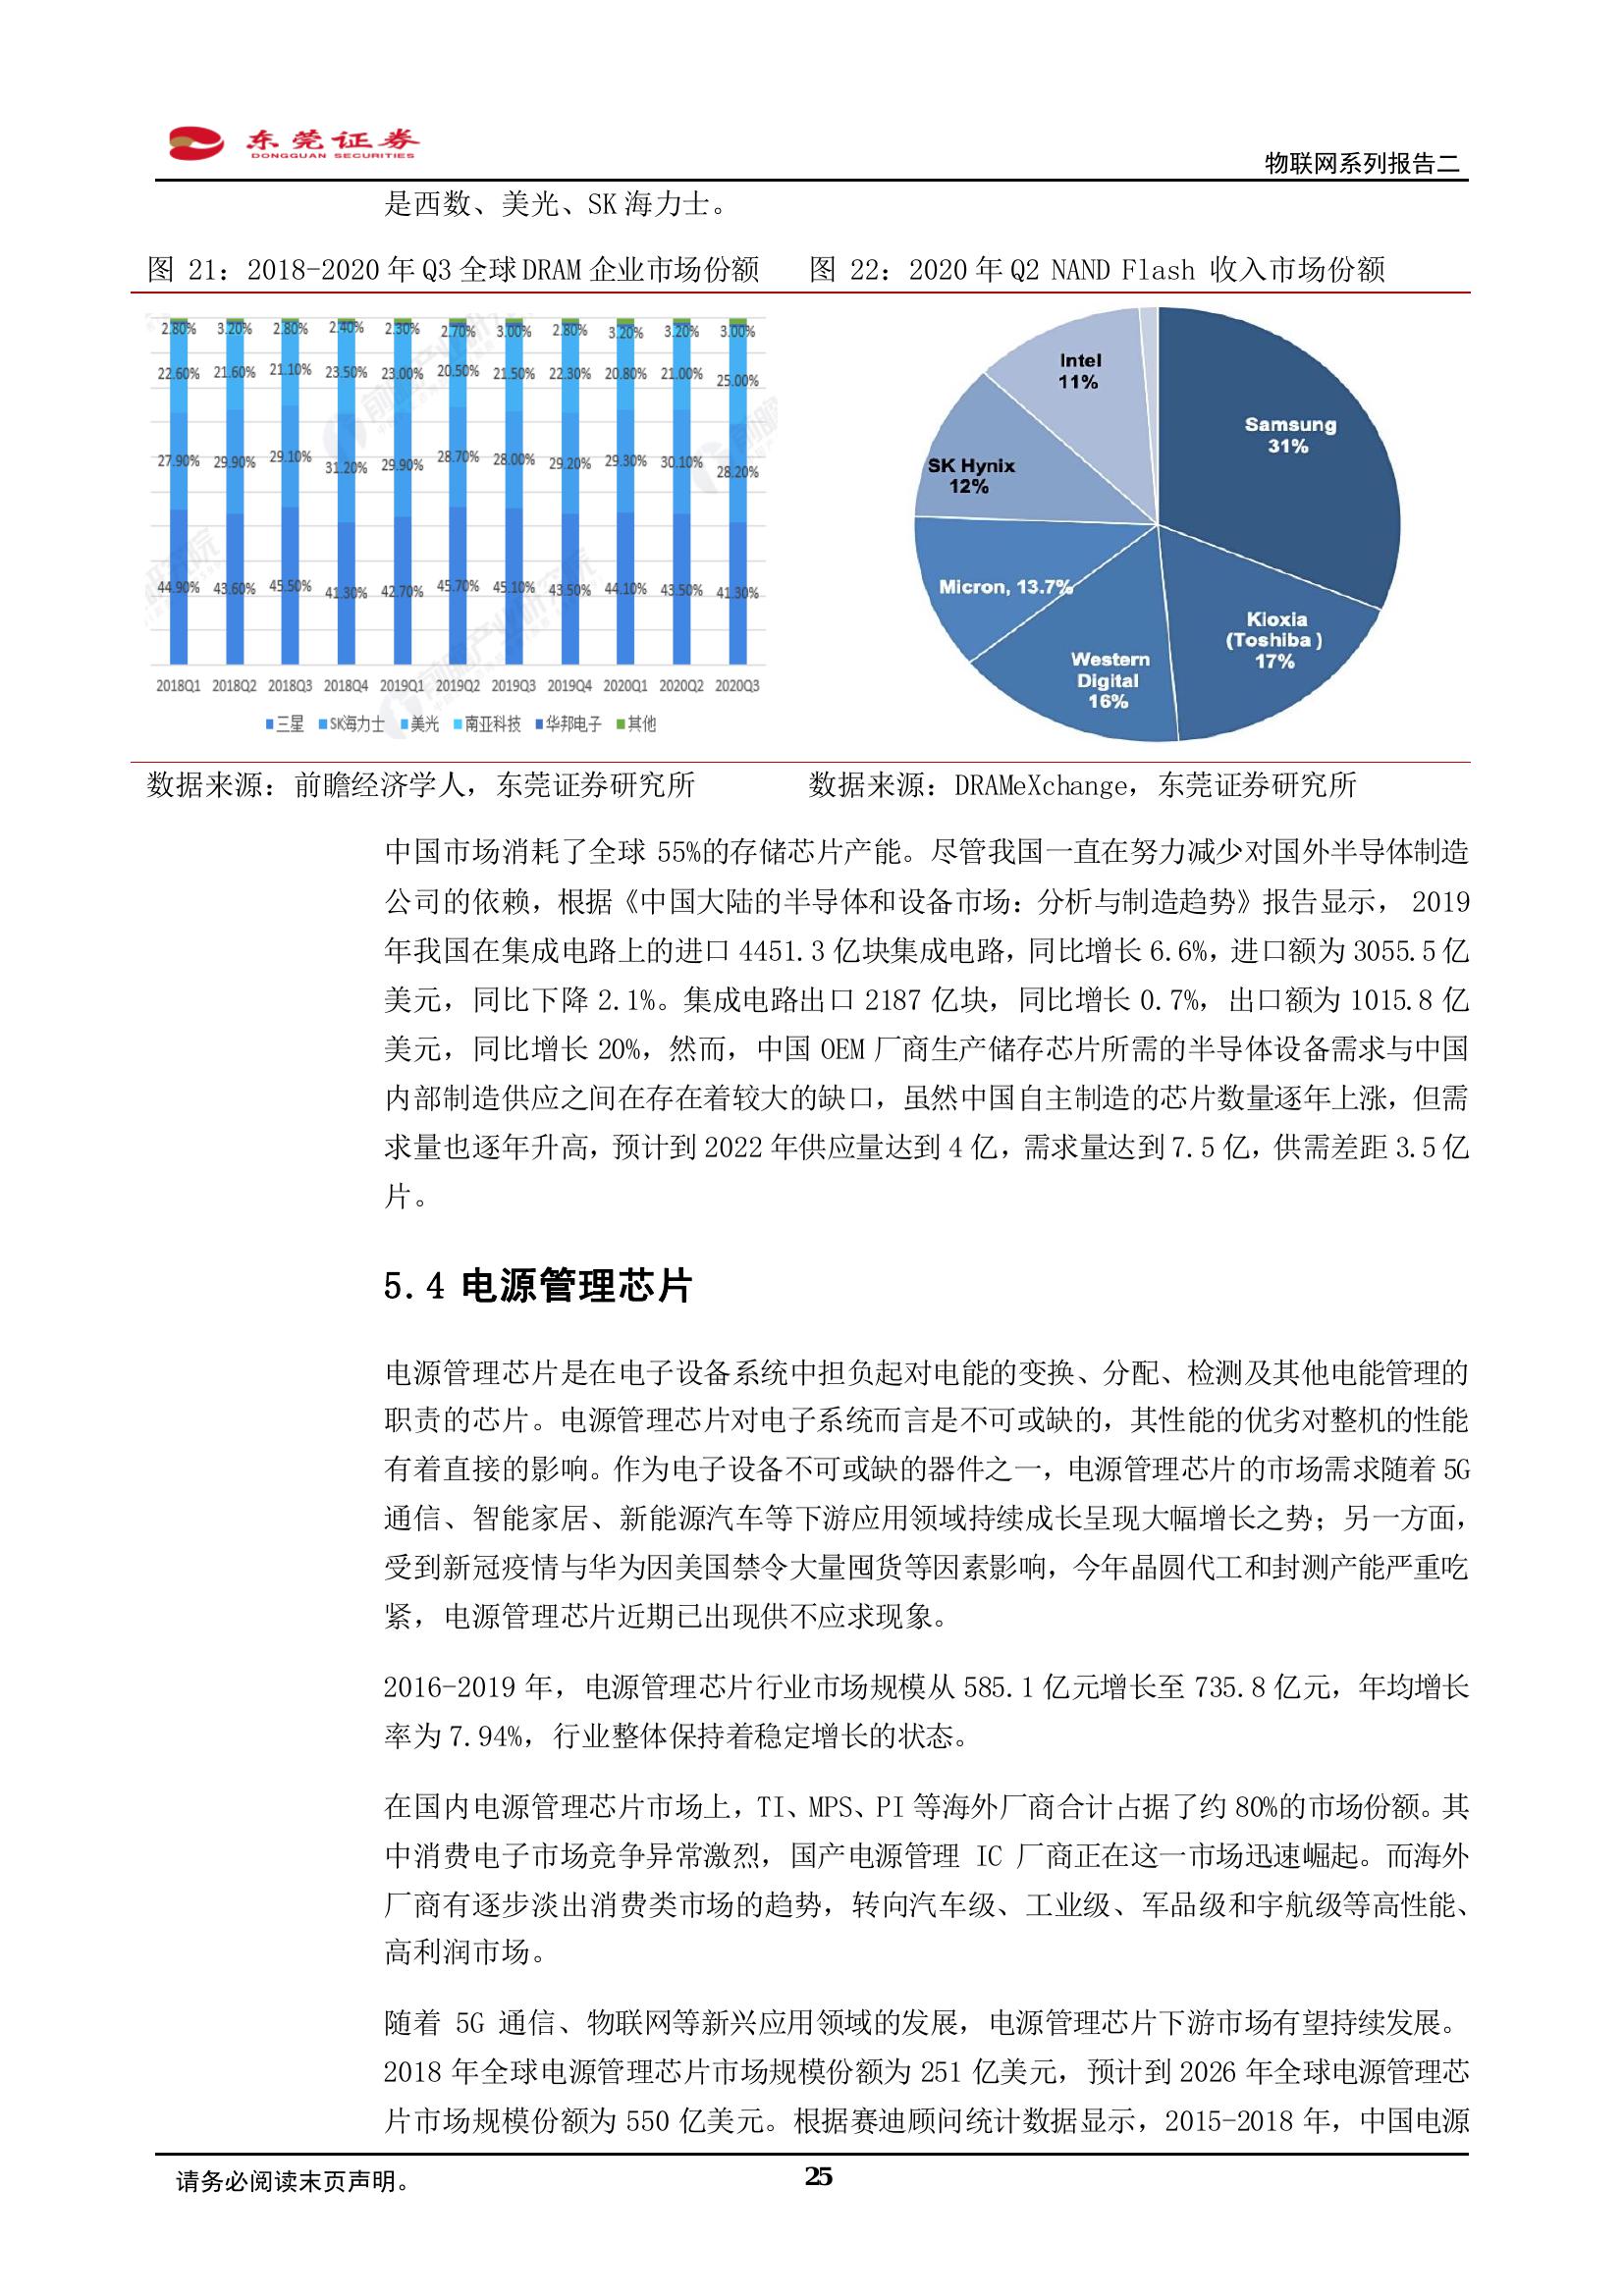 东莞证券
DONGGUAN SECURITIES
物联网系列报告二
是西数、美光、SK 海力士。
图 21：2018-2020 年 Q3 全球 DRAM 企业市场份额
图 22：2020 年 Q2 NAND Flash 收入市场份额
2.80% 3.20% 2.80% 2.40% 2.30% 2.70% 3.00% 2.80% 3.20% 3.20% 3.00%
22.60% 21.60% 21.10% 23.50% 23.00% 20.50% 21.50% 22.30% 20.80% 21.00% 25.00%
27.90% 29.90% 29.10% 31.20% 29.90% 28.70% 28.00% 29.20% 29.30% 30.10% 28.20%
44.90% 43.60% 45.50% 41.30% 42.70% 45.70% 45.10% 43.50% 44.10% 43.50% 41.30%
2018Q1 2018Q2 2018Q3 2018Q4 2019Q1 2019Q2 2019Q3 2019Q4 2020Q1 2020Q2 2020Q3
三星 SK海力士 美光 南亚科技 华邦电子 其他
Intel
11%
Samsung
31%
SK Hynix
12%
Micron, 13.7%
Kioxia
(Toshiba )
17%
Western
Digital
16%
数据来源：前瞻经济学人，东莞证券研究所
数据来源：DRAMeXchange，东莞证券研究所
中国市场消耗了全球 55%的存储芯片产能。尽管我国一直在努力减少对国外半导体制造
公司的依赖，根据《中国大陆的半导体和设备市场：分析与制造趋势》报告显示， 2019
年我国在集成电路上的进口 4451.3 亿块集成电路，同比增长 6.6%，进口额为 3055.5 亿
美元，同比下降 2.1%。集成电路出口 2187 亿块，同比增长 0.7%，出口额为 1015.8 亿
美元，同比增长 20%，然而，中国 OEM 厂商生产储存芯片所需的半导体设备需求与中国
内部制造供应之间在存在着较大的缺口，虽然中国自主制造的芯片数量逐年上涨，但需
求量也逐年升高，预计到 2022 年供应量达到 4 亿，需求量达到 7.5 亿，供需差距 3.5 亿
片。
5.4 电源管理芯片
电源管理芯片是在电子设备系统中担负起对电能的变换、分配、检测及其他电能管理的
职责的芯片。电源管理芯片对电子系统而言是不可或缺的，其性能的优劣对整机的性能
有着直接的影响。作为电子设备不可或缺的器件之一，电源管理芯片的市场需求随着 5G
通信、智能家居、新能源汽车等下游应用领域持续成长呈现大幅增长之势；另一方面，
受到新冠疫情与华为因美国禁令大量囤货等因素影响，今年晶圆代工和封测产能严重吃
紧，电源管理芯片近期已出现供不应求现象。
2016-2019 年，电源管理芯片行业市场规模从 585.1 亿元增长至 735.8 亿元，年均增长
率为 7.94%，行业整体保持着稳定增长的状态。
在国内电源管理芯片市场上，TI、MPS、PI 等海外厂商合计占据了约 80%的市场份额。其
中消费电子市场竞争异常激烈，国产电源管理 IC 厂商正在这一市场迅速崛起。而海外
厂商有逐步淡出消费类市场的趋势，转向汽车级、工业级、军品级和宇航级等高性能、
高利润市场。
随着 5G 通信、物联网等新兴应用领域的发展，电源管理芯片下游市场有望持续发展。
2018 年全球电源管理芯片市场规模份额为 251 亿美元，预计到 2026 年全球电源管理芯
片市场规模份额为 550 亿美元。根据赛迪顾问统计数据显示，2015-2018 年，中国电源
请务必阅读末页声明。
25